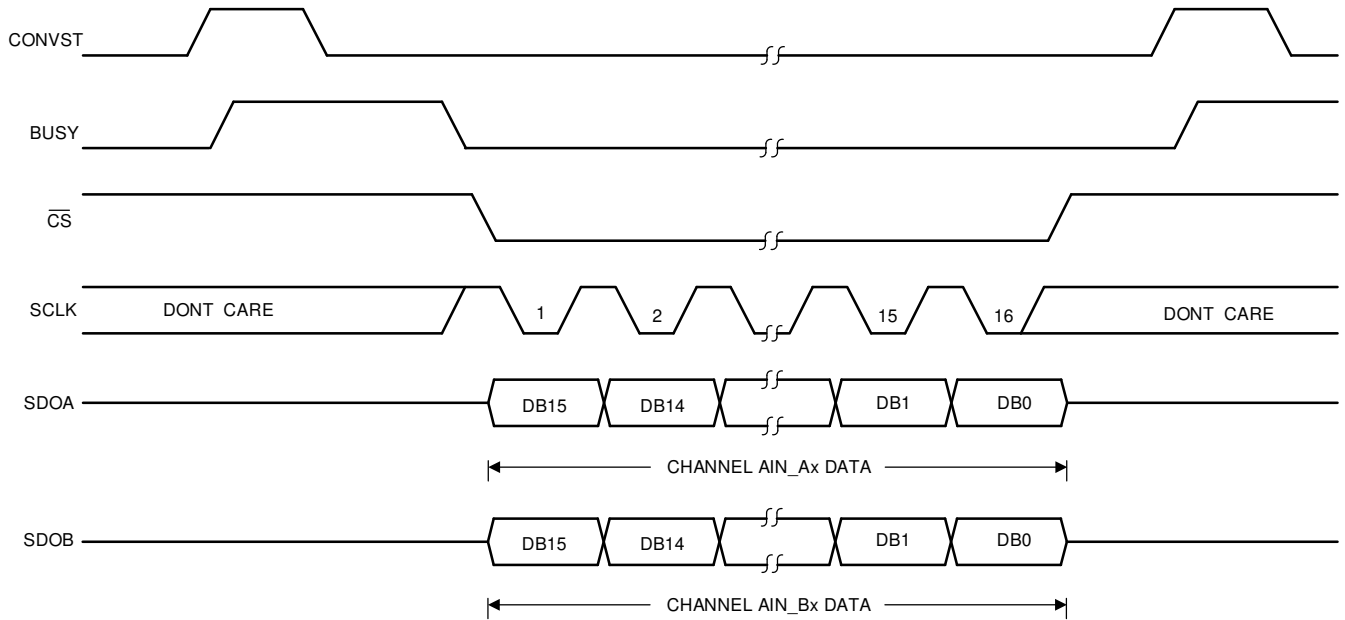 CONVST
BUSY
CS
SCLK DONT CARE 1 2 15 16 DONT CARE
SDOA DB15 DB14 DB1 DB0
CHANNEL AIN_Ax DATA
SDOB DB15 DB14 DB1 DB0
CHANNEL AIN_Bx DATA